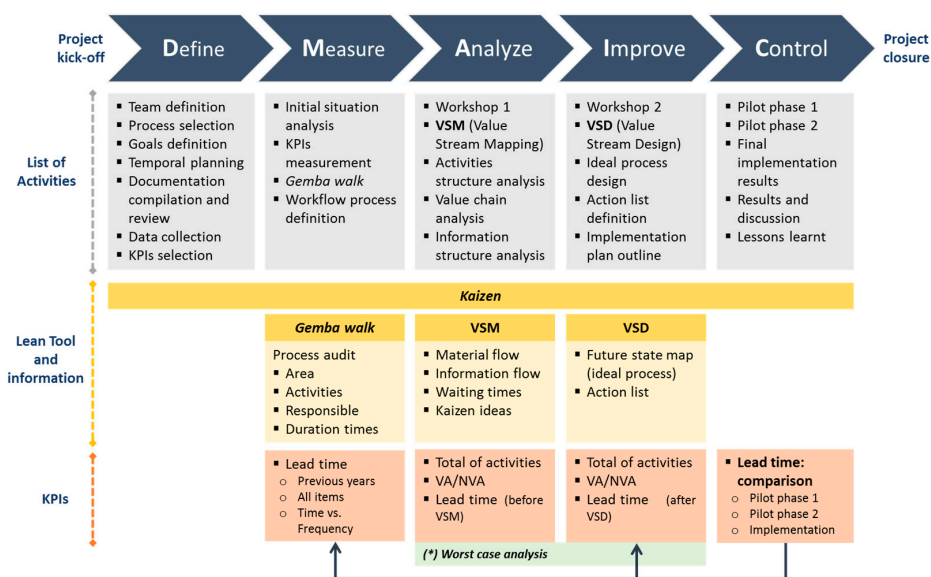 Project
kick-off
Define
Measure
Analyze
Improve
Control
Project
closure
List of
Activities
▪ Team definition
▪ Process selection
▪ Goals definition
▪ Temporal planning
▪ Documentation
compilation and
review
▪ Data collection
▪ KPIs selection
▪ Initial situation
analysis
▪ KPIs
measurement
▪ Gemba walk
▪ Workflow process
definition
▪ Workshop 1
▪ VSM (Value
Stream Mapping)
▪ Activities
structure analysis
▪ Value chain
analysis
▪ Information
structure analysis
▪ Workshop 2
▪ VSD (Value
Stream Design)
▪ Ideal process
design
▪ Action list
definition
▪ Implementation
plan outline
▪ Pilot phase 1
▪ Pilot phase 2
▪ Final
implementation
results
▪ Results and
discussion
▪ Lessons learnt
Kaizen
Lean Tool
and
information
Gemba walk
Process audit
▪ Area
▪ Activities
▪ Responsible
▪ Duration times
VSM
▪ Material flow
▪ Information flow
▪ Waiting times
▪ Kaizen ideas
VSD
▪ Future state map
(ideal process)
▪ Action list
KPIs
▪ Lead time
o Previous years
o All items
o Time vs.
Frequency
▪ Total of activities
▪ VA/NVA
▪ Lead time (before
VSM)
▪ Total of activities
▪ VA/NVA
▪ Lead time (after
VSD)
▪ Lead time:
comparison
o Pilot phase 1
o Pilot phase 2
o Implementation
(*) Worst case analysis